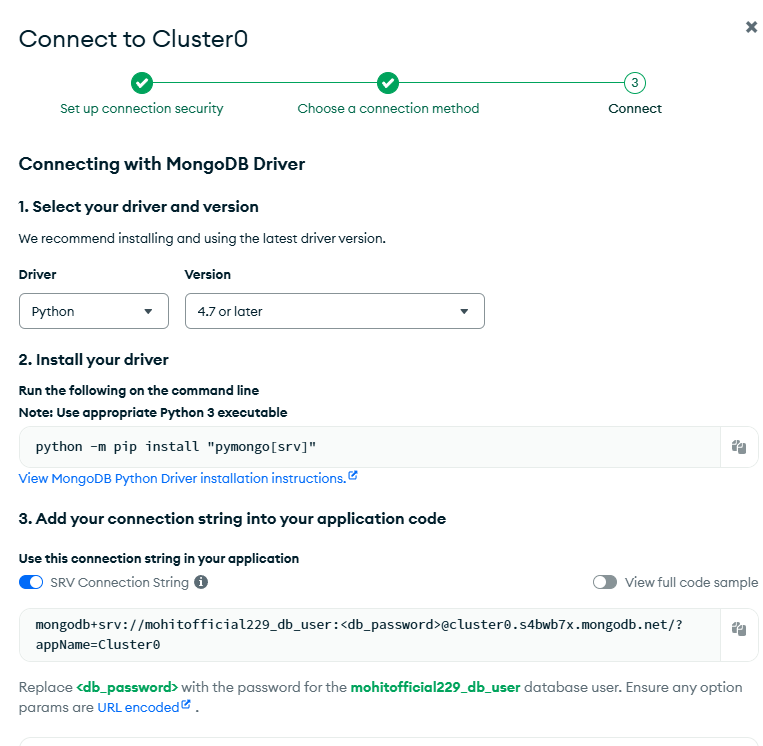 Connect to Cluster0
3
Set up connection security
Choose a connection method
Connect
Connecting with MongoDB Driver
1. Select your driver and version
We recommend installing and using the latest driver version.
Driver
Version
Python
4.7 or later
2. Install your driver
Run the following on the command line
Note: Use appropriate Python 3 executable
python -m pip install "pymongo[srv]"
View MongoDB Python Driver installation instructions.
3. Add your connection string into your application code
Use this connection string in your application
SRV Connection String
View full code sample
mongodb+srv://mohitofficial229_db_user:<db_password>@cluster0.s4bwb7x.mongodb.net/?
appName=Cluster0
Replace <db_password> with the password for the mohitofficial229_db_user database user. Ensure any option
params are URL encoded .